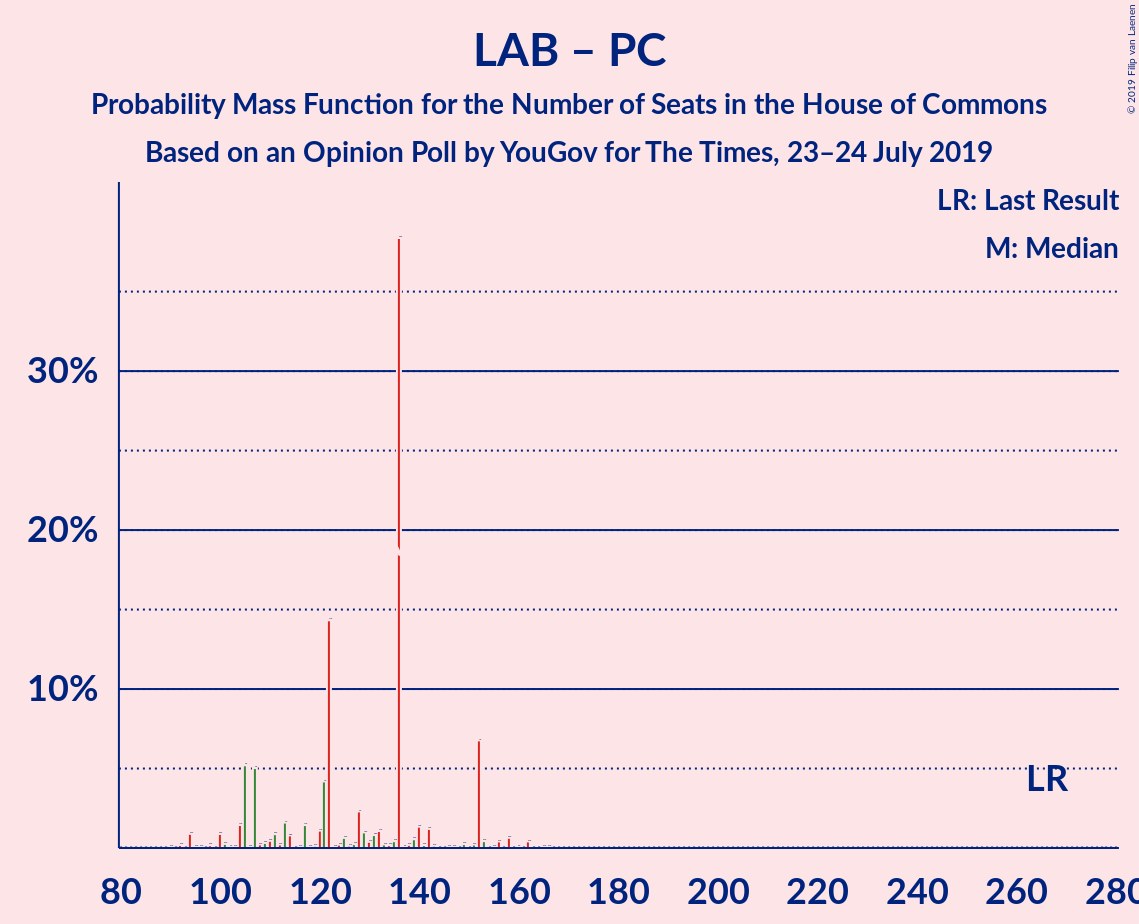 LAB – PC
Probability Mass Function for the Number of Seats in the House of Commons
Based on an Opinion Poll by YouGov for The Times, 23–24 July 2019
© 2019 Filip van Laenen
LR: Last Result
M: Median
30%
20%
10%
LR
80 100 120 140 160 180 200 220 240 260 280